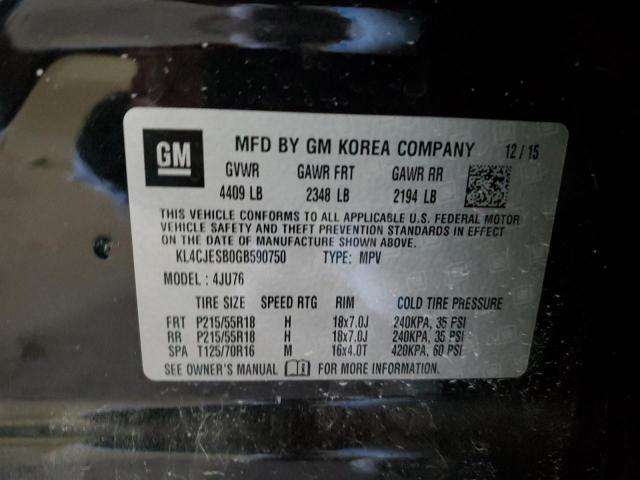 GM MFD BY GM KOREA COMPANY 12 / 15
GVWR GAWR FRT GAWR RR
4409 LB 2348 LB 2194 LB
THIS VEHICLE CONFORMS TO ALL APPLICABLE U.S. FEDERAL MOTOR
VEHICLE SAFETY AND THEFT PREVENTION STANDARDS IN EFFECT
ON THE DATE OF MANUFACTURE SHOWN ABOVE.
KL4CJESB0GB590750 TYPE: MPV
MODEL : 4JU76
TIRE SIZE SPEED RTG RIM COLD TIRE PRESSURE
FRT P215/55R18 H 18x7.0J 240KPA, 35 PSI
RR P215/55R18 H 18x7.0J 240KPA, 35 PSI
SPA T125/70R16 M 16x4.0T 420KPA, 60 PSI
SEE OWNER'S MANUAL FOR MORE INFORMATION.